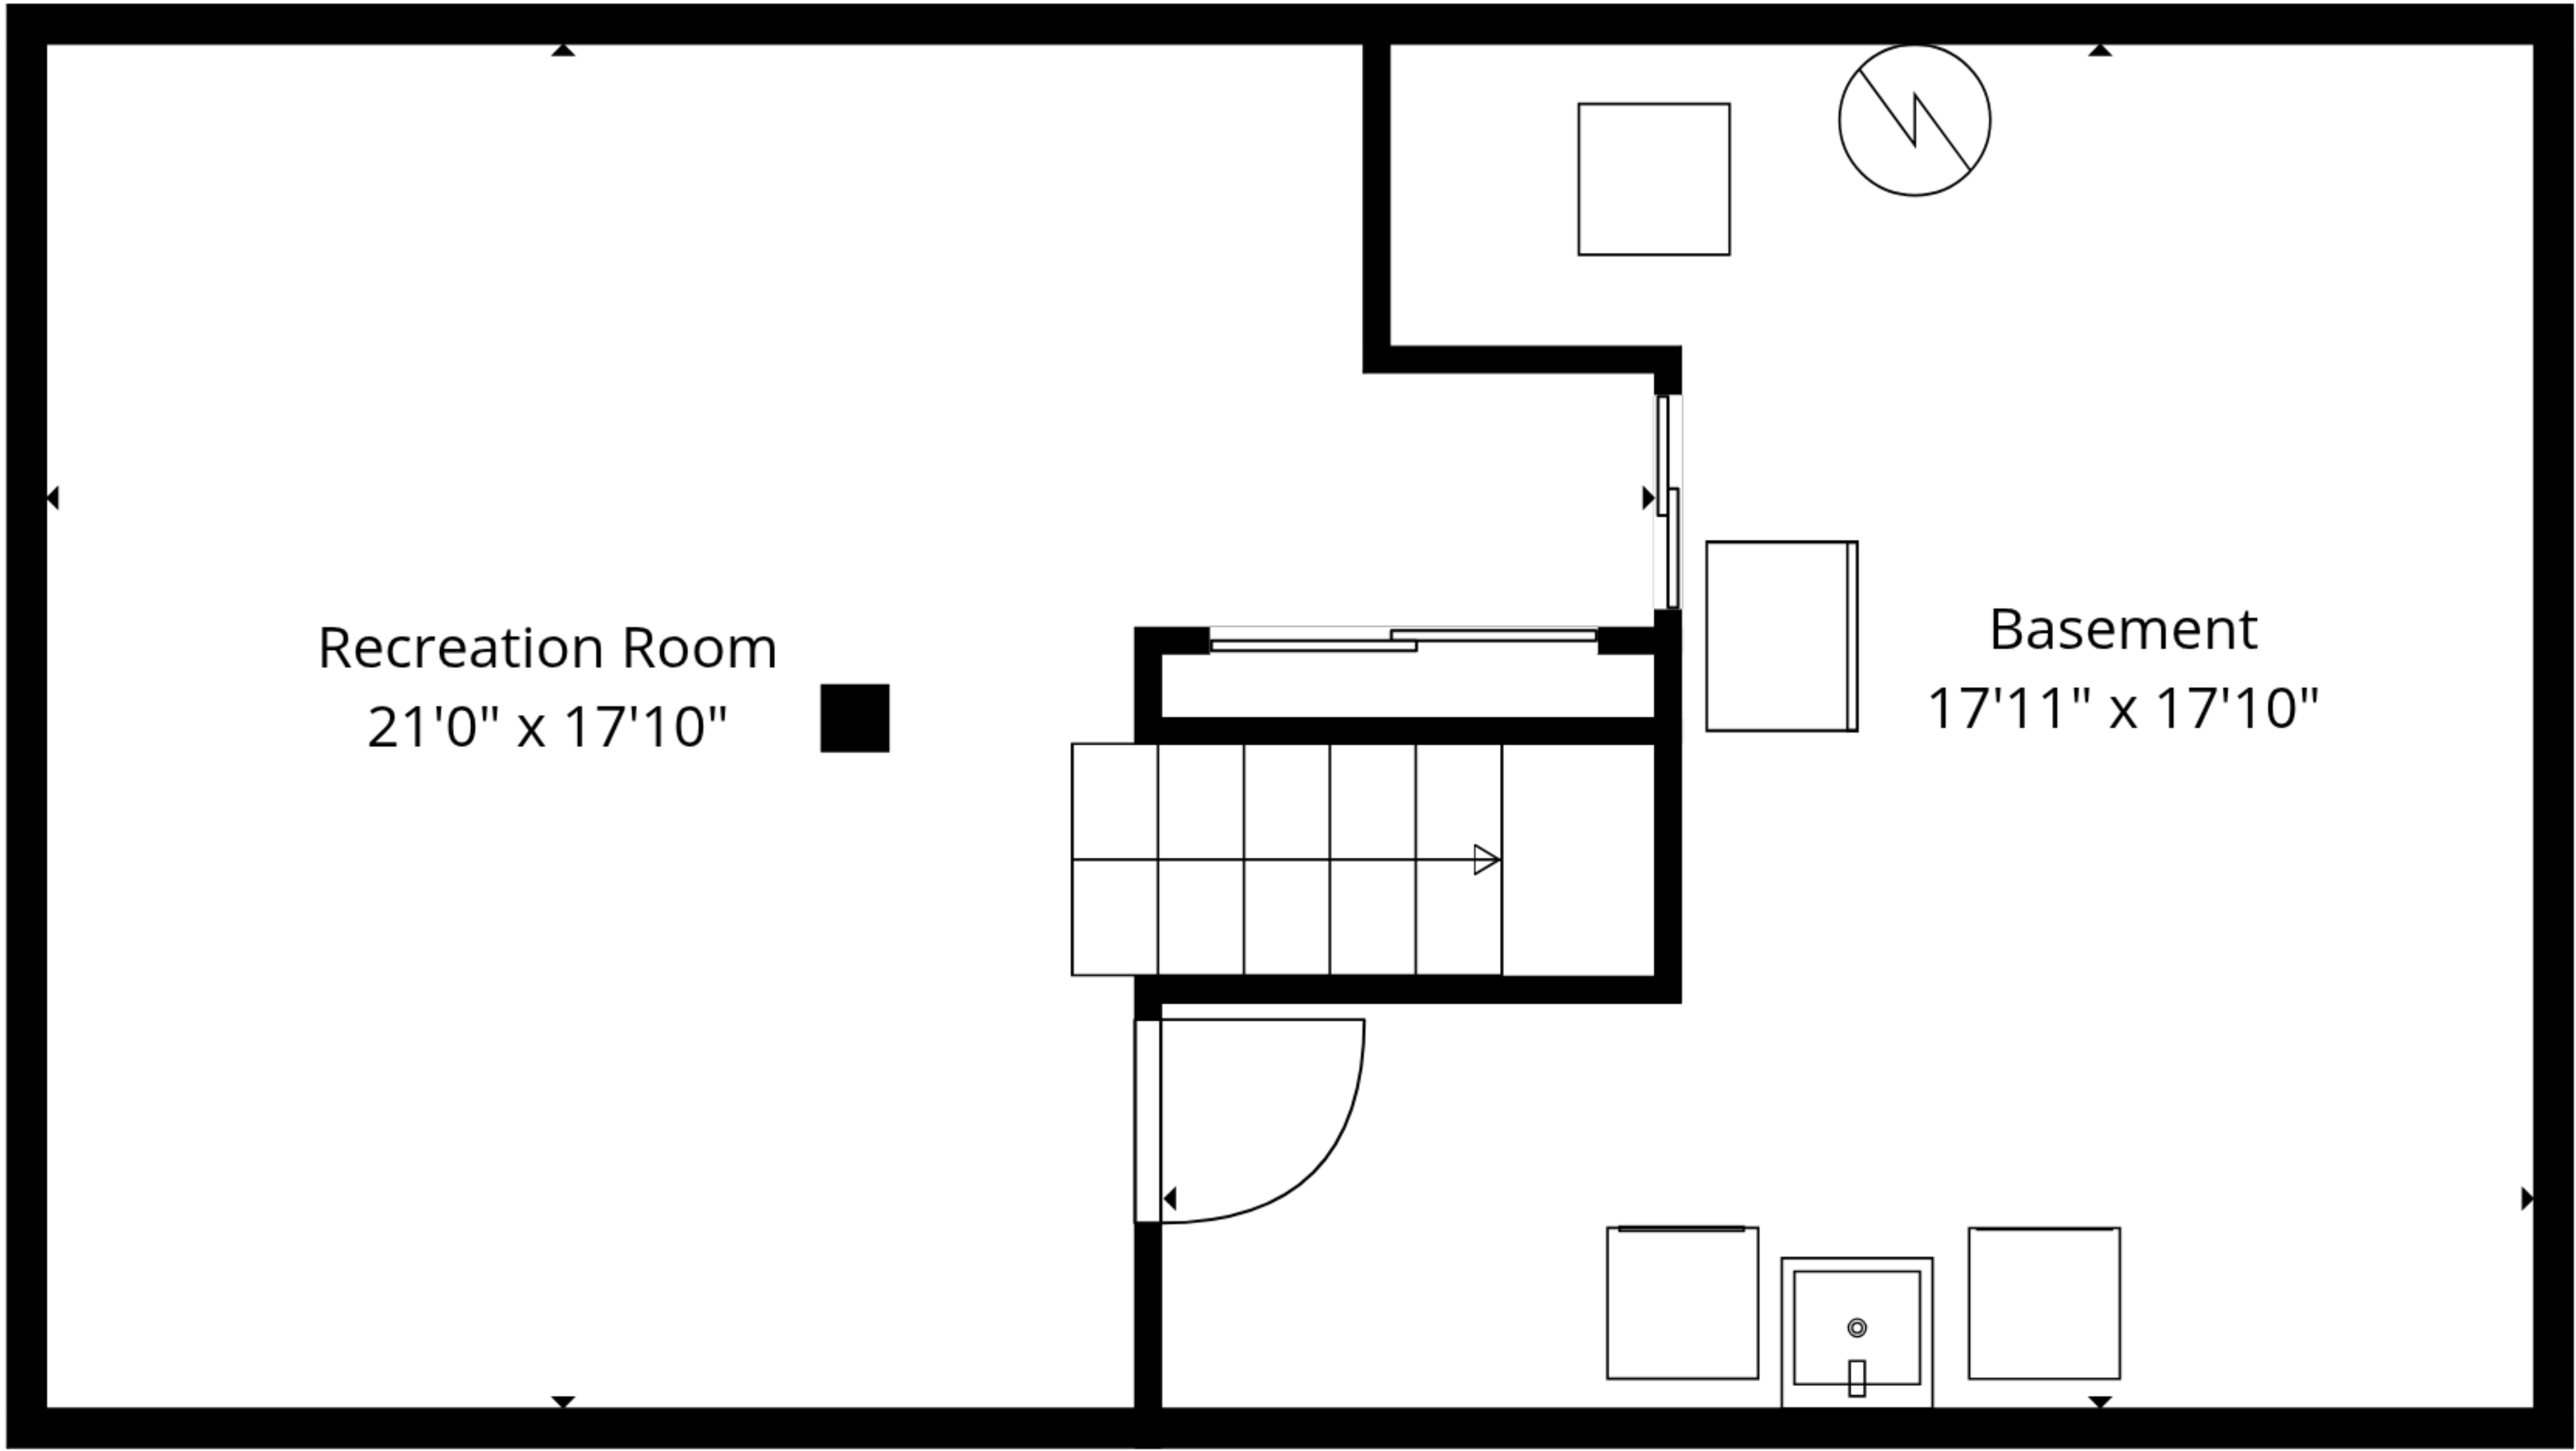 Recreation Room
21'0" x 17'10"
Basement
17'11" x 17'10"